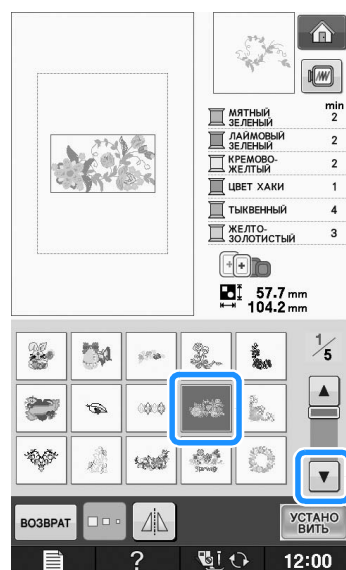 min
МЯТНЫЙ
ЗЕЛЕНЫЙ 2
ЛАЙМОВЫЙ
ЗЕЛЕНЫЙ 2
КРЕМОВО-
ЖЕЛТЫЙ 2
ЦВЕТ ХАКИ 1
ТЫКВЕННЫЙ 4
ЖЕЛТО-
ЗОЛОТИСТЫЙ 3
57.7 mm
104.2 mm
1/5
Spring
ВОЗВРАТ
УСТАНО
ВИТЬ
?
12:00